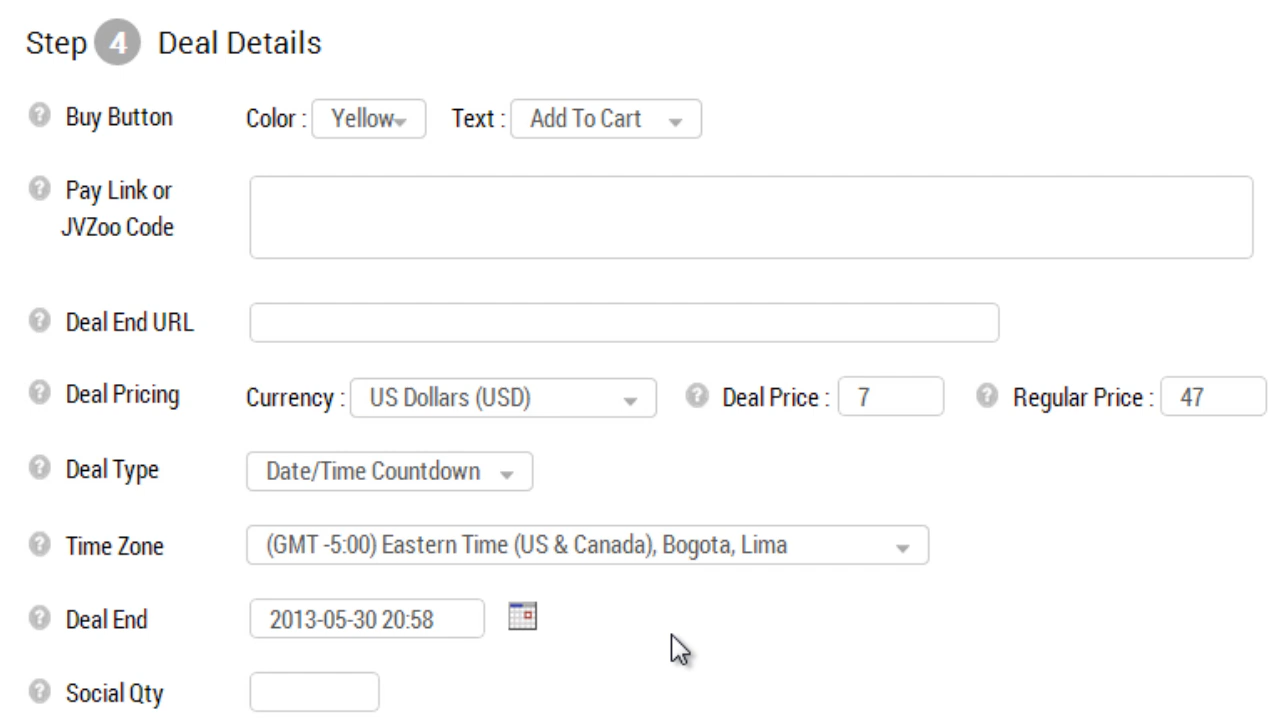 Step 4 Deal Details
? Buy Button Color : Yellow Text : Add To Cart
? Pay Link or
JVZoo Code
? Deal End URL
? Deal Pricing Currency : US Dollars (USD) ? Deal Price : 7 ? Regular Price : 47
? Deal Type Date/Time Countdown
? Time Zone (GMT -5:00) Eastern Time (US & Canada), Bogota, Lima
? Deal End 2013-05-30 20:58
? Social Qty